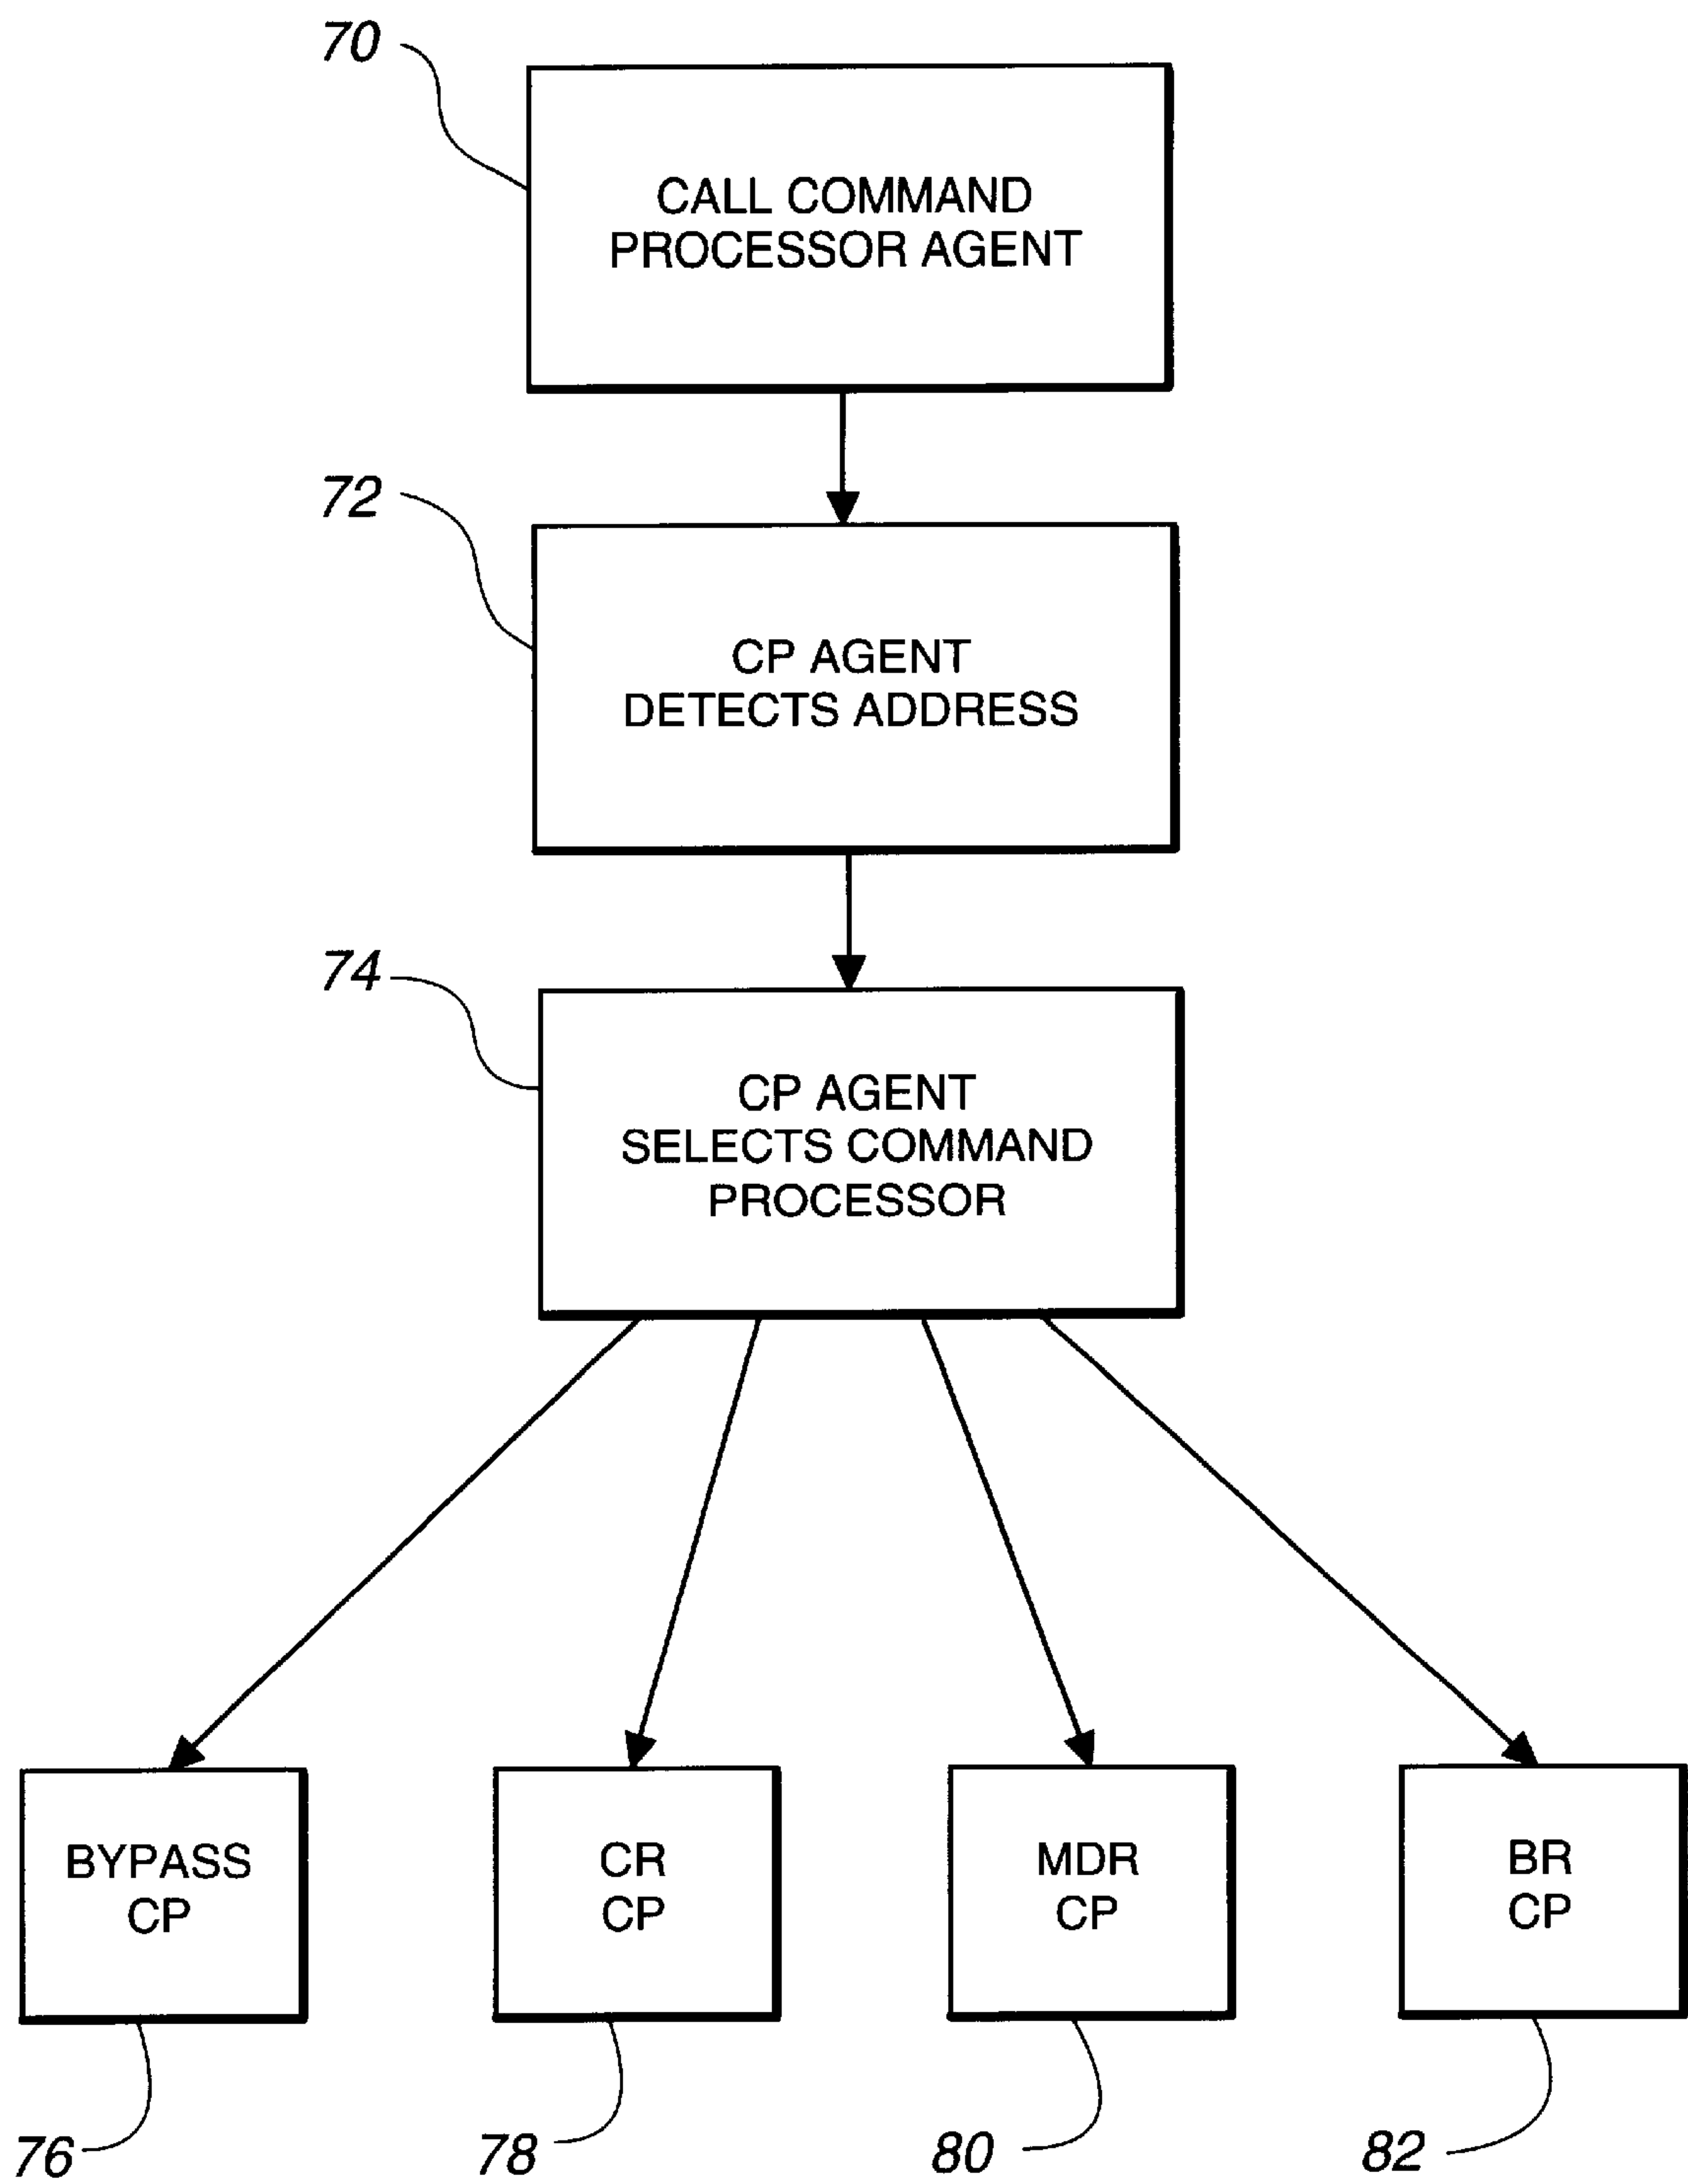 70
CALL COMMAND
PROCESSOR AGENT
72
CP AGENT
DETECTS ADDRESS
74
CP AGENT
SELECTS COMMAND
PROCESSOR
BYPASS
CP
CR
CP
MDR
CP
BR
CP
76
78
80
82